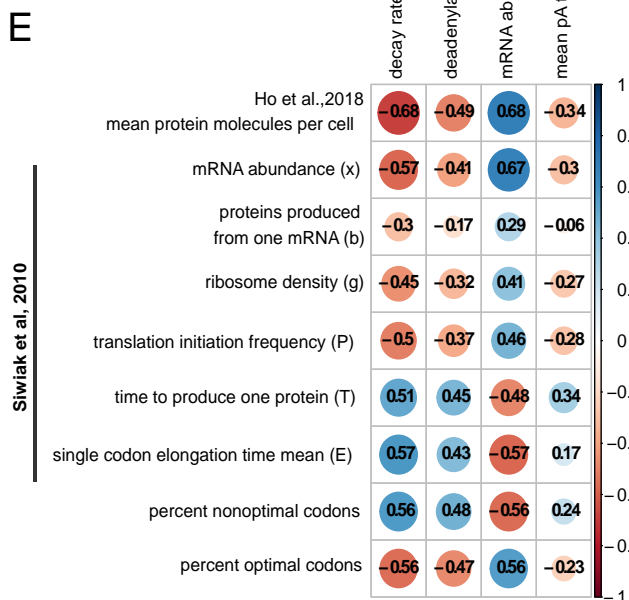 E
decay rate
mRNA ab
mean pA
Ho et al.,2018
mean protein molecules per cell
−0.68 −0.49 0.68 −0.34
mRNA abundance (x)
−0.57 −0.41 0.67 −0.3
proteins produced
from one mRNA (b)
−0.3 −0.17 0.29 −0.06
ribosome density (g)
−0.45 −0.32 0.41 −0.27
translation initiation frequency (P)
−0.5 −0.37 0.46 −0.28
time to produce one protein (T)
0.51 0.45 −0.48 0.34
single codon elongation time mean (E)
0.57 0.43 −0.57 0.17
percent nonoptimal codons
0.56 0.48 −0.56 0.24
percent optimal codons
−0.56 −0.47 0.56 −0.23
Siwiak et al, 2010
1
0
−1